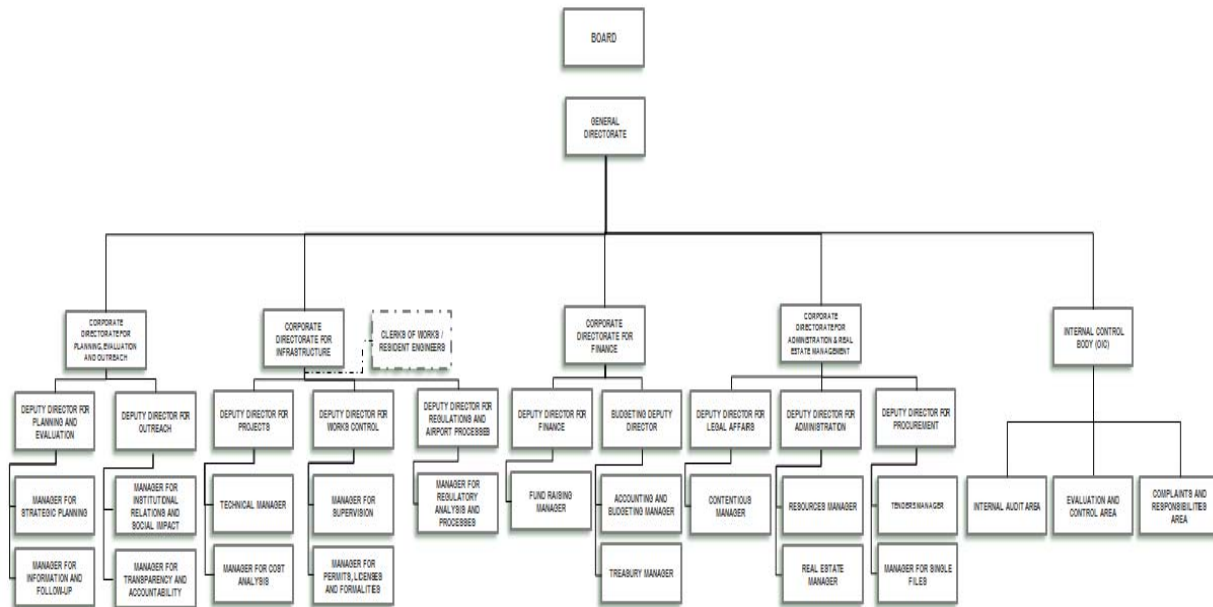 BOARD
GENERAL
DIRECTORATE
CORPORATE
DIRECTORATE FOR
PLANNING, EVALUATION
AND OUTREACH
CORPORATE
DIRECTORATE FOR
INFRASTRUCTURE
CLERKS OF WORKS /
RESIDENT ENGINEERS
CORPORATE
DIRECTORATE FOR
FINANCE
CORPORATE
DIRECTORATE FOR
ADMINISTRATION & REAL
ESTATE MANAGEMENT
INTERNAL CONTROL
BODY (OIC)
DEPUTY DIRECTOR FOR
PLANNING AND
EVALUATION
DEPUTY DIRECTOR FOR
OUTREACH
DEPUTY DIRECTOR FOR
PROJECTS
DEPUTY DIRECTOR FOR
WORKS CONTROL
DEPUTY DIRECTOR FOR
REGULATIONS AND
AIRPORT PROCESSES
DEPUTY DIRECTOR FOR
FINANCE
BUDGETING DEPUTY
DIRECTOR
DEPUTY DIRECTOR FOR
LEGAL AFFAIRS
DEPUTY DIRECTOR FOR
ADMINISTRATION
DEPUTY DIRECTOR FOR
PROCUREMENT
MANAGER FOR
STRATEGIC PLANNING
MANAGER FOR
INSTITUTIONAL
RELATIONS AND
SOCIAL IMPACT
TECHNICAL MANAGER
MANAGER FOR
SUPERVISION
MANAGER FOR
REGULATORY
ANALYSIS AND
PROCESSES
FUND RAISING
MANAGER
ACCOUNTING AND
BUDGETING MANAGER
CONTENTIOUS
MANAGER
RESOURCES MANAGER
TENDERS MANAGER
INTERNAL AUDIT AREA
EVALUATION AND
CONTROL AREA
COMPLAINTS AND
RESPONSIBILITIES
AREA
MANAGER FOR
INFORMATION AND
FOLLOW-UP
MANAGER FOR
TRANSPARENCY AND
ACCOUNTABILITY
MANAGER FOR COST
ANALYSIS
MANAGER FOR
PERMITS, LICENSES
AND FORMALITIES
TREASURY MANAGER
REAL ESTATE
MANAGER
MANAGER FOR SINGLE
FILES